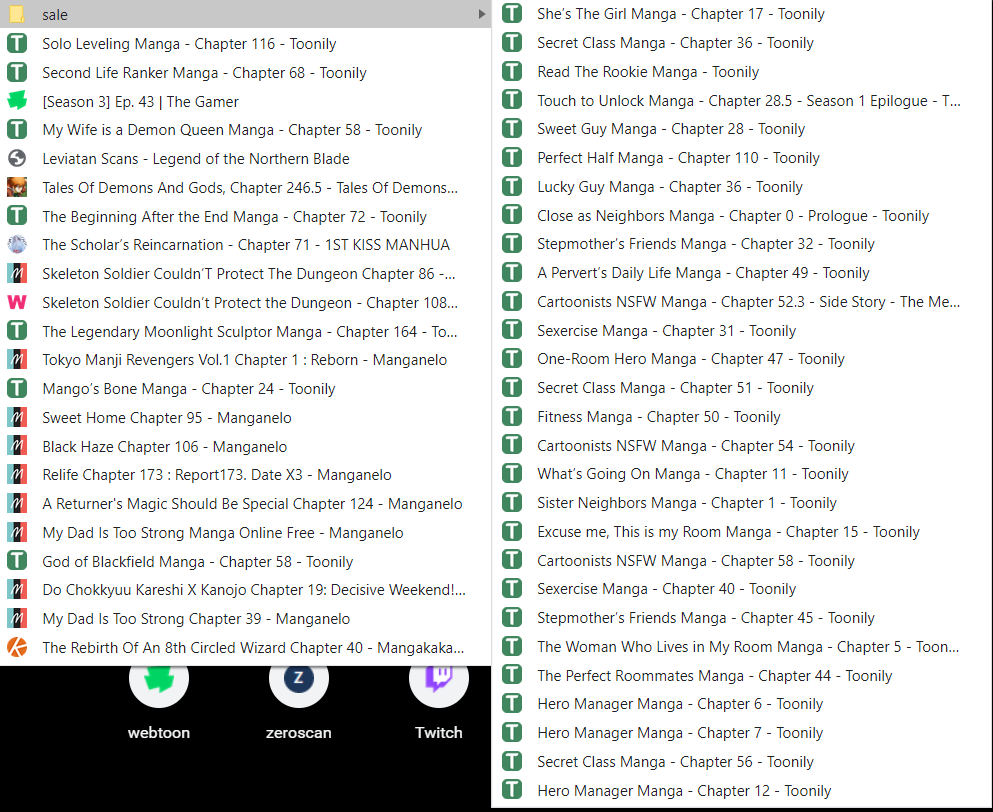 sale
Solo Leveling Manga - Chapter 116 - Toonily
Second Life Ranker Manga - Chapter 68 - Toonily
[Season 3] Ep. 43 | The Gamer
My Wife is a Demon Queen Manga - Chapter 58 - Toonily
Leviatan Scans - Legend of the Northern Blade
Tales Of Demons And Gods, Chapter 246.5 - Tales Of Demons...
The Beginning After the End Manga - Chapter 72 - Toonily
The Scholar's Reincarnation - Chapter 71 - 1ST KISS MANHUA
Skeleton Soldier Couldn'T Protect The Dungeon Chapter 86 -...
Skeleton Soldier Couldn't Protect the Dungeon - Chapter 108...
The Legendary Moonlight Sculptor Manga - Chapter 164 - To...
Tokyo Manji Revengers Vol.1 Chapter 1 : Reborn - Manganelo
Mango's Bone Manga - Chapter 24 - Toonily
Sweet Home Chapter 95 - Manganelo
Black Haze Chapter 106 - Manganelo
Relife Chapter 173 : Report173. Date X3 - Manganelo
A Returner's Magic Should Be Special Chapter 124 - Manganelo
My Dad Is Too Strong Manga Online Free - Manganelo
God of Blackfield Manga - Chapter 58 - Toonily
Do Chokkyuu Kareshi X Kanojo Chapter 19: Decisive Weekend!...
My Dad Is Too Strong Chapter 39 - Manganelo
The Rebirth Of An 8th Circled Wizard Chapter 40 - Mangakaka...
webtoon
Z
zeroscan
Twitch
She's The Girl Manga - Chapter 17 - Toonily
Secret Class Manga - Chapter 36 - Toonily
Read The Rookie Manga - Toonily
Touch to Unlock Manga - Chapter 28.5 - Season 1 Epilogue - T...
Sweet Guy Manga - Chapter 28 - Toonily
Perfect Half Manga - Chapter 110 - Toonily
Lucky Guy Manga - Chapter 36 - Toonily
Close as Neighbors Manga - Chapter 0 - Prologue - Toonily
Stepmother's Friends Manga - Chapter 32 - Toonily
A Pervert's Daily Life Manga - Chapter 49 - Toonily
Cartoonists NSFW Manga - Chapter 52.3 - Side Story - The Me...
Sexercise Manga - Chapter 31 - Toonily
One-Room Hero Manga - Chapter 47 - Toonily
Secret Class Manga - Chapter 51 - Toonily
Fitness Manga - Chapter 50 - Toonily
Cartoonists NSFW Manga - Chapter 54 - Toonily
What's Going On Manga - Chapter 11 - Toonily
Sister Neighbors Manga - Chapter 1 - Toonily
Excuse me, This is my Room Manga - Chapter 15 - Toonily
Cartoonists NSFW Manga - Chapter 58 - Toonily
Sexercise Manga - Chapter 40 - Toonily
Stepmother's Friends Manga - Chapter 45 - Toonily
The Woman Who Lives in My Room Manga - Chapter 5 - Toon...
The Perfect Roommates Manga - Chapter 44 - Toonily
Hero Manager Manga - Chapter 6 - Toonily
Hero Manager Manga - Chapter 7 - Toonily
Secret Class Manga - Chapter 56 - Toonily
Hero Manager Manga - Chapter 12 - Toonily